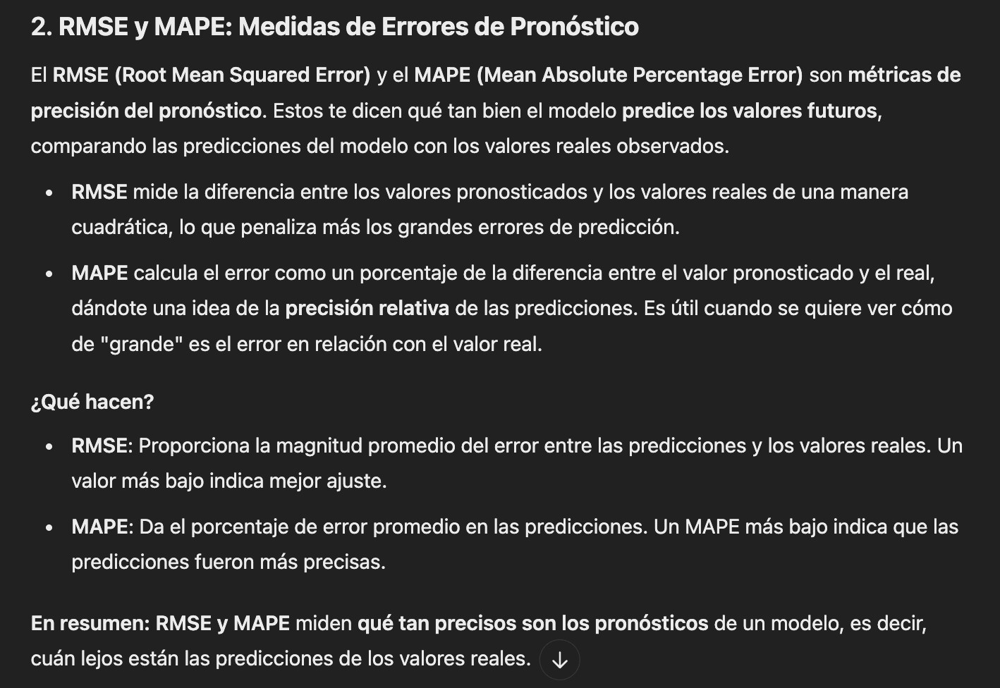 2. RMSE y MAPE: Medidas de Errores de Pronóstico
El RMSE (Root Mean Squared Error) y el MAPE (Mean Absolute Percentage Error) son métricas de
precisión del pronóstico. Estos te dicen qué tan bien el modelo predice los valores futuros,
comparando las predicciones del modelo con los valores reales observados.
• RMSE mide la diferencia entre los valores pronosticados y los valores reales de una manera
cuadrática, lo que penaliza más los grandes errores de predicción.
• MAPE calcula el error como un porcentaje de la diferencia entre el valor pronosticado y el real,
dándote una idea de la precisión relativa de las predicciones. Es útil cuando se quiere ver cómo
de "grande" es el error en relación con el valor real.
¿Qué hacen?
• RMSE: Proporciona la magnitud promedio del error entre las predicciones y los valores reales. Un
valor más bajo indica mejor ajuste.
• MAPE: Da el porcentaje de error promedio en las predicciones. Un MAPE más bajo indica que las
predicciones fueron más precisas.
En resumen: RMSE y MAPE miden qué tan precisos son los pronósticos de un modelo, es decir,
cuán lejos están las predicciones de los valores reales.